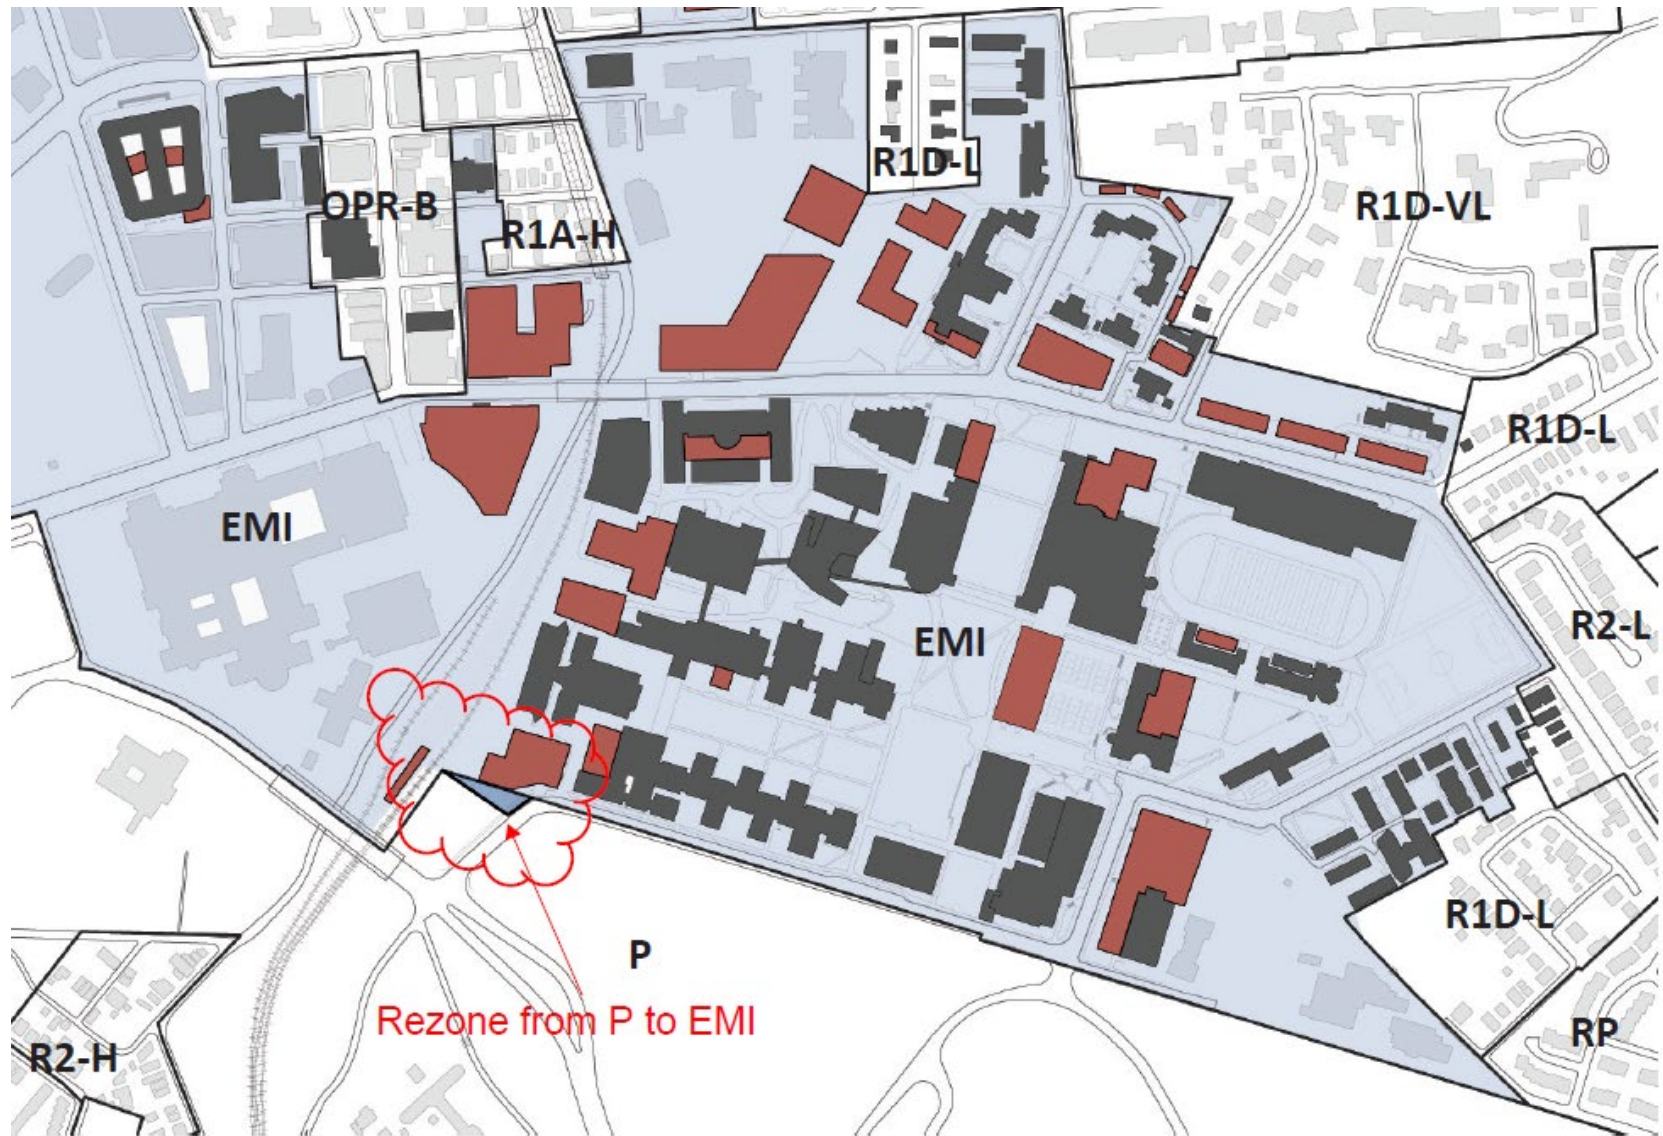 R1D-L
OPR-B
R1A-H
R1D-VL
R1D-L
EMI
R2-L
EMI
R1D-L
P
Rezone from P to EMI
RP
R2-H